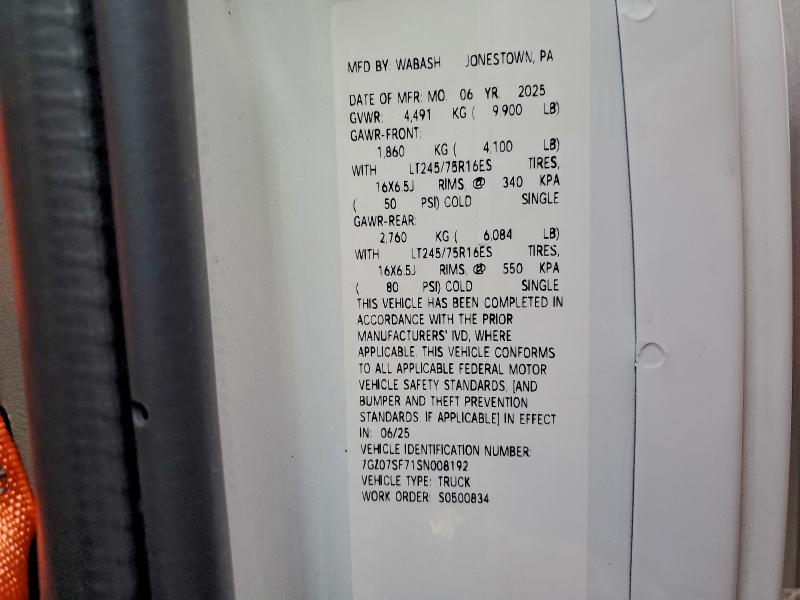 MFD BY: WABASH JONESTOWN, PA
DATE OF MFR: MO. 06 YR. 2025
GVWR: 4,491 KG ( 9,900 LB)
GAWR-FRONT:
1,860 KG ( 4,100 LB)
WITH LT245/75R16ES TIRES,
16X6.5J RIMS, @ 340 KPA
( 50 PSI) COLD SINGLE
GAWR-REAR:
2,760 KG ( 6,084 LB)
WITH LT245/75R16ES TIRES,
16X6.5J RIMS, @ 550 KPA
( 80 PSI) COLD SINGLE
THIS VEHICLE HAS BEEN COMPLETED IN
ACCORDANCE WITH THE PRIOR
MANUFACTURERS' IVD, WHERE
APPLICABLE. THIS VEHICLE CONFORMS
TO ALL APPLICABLE FEDERAL MOTOR
VEHICLE SAFETY STANDARDS, [AND
BUMPER AND THEFT PREVENTION
STANDARDS, IF APPLICABLE] IN EFFECT
IN: 06/25
VEHICLE IDENTIFICATION NUMBER:
7GZ07SF71SN008192
VEHICLE TYPE: TRUCK
WORK ORDER: S0500834